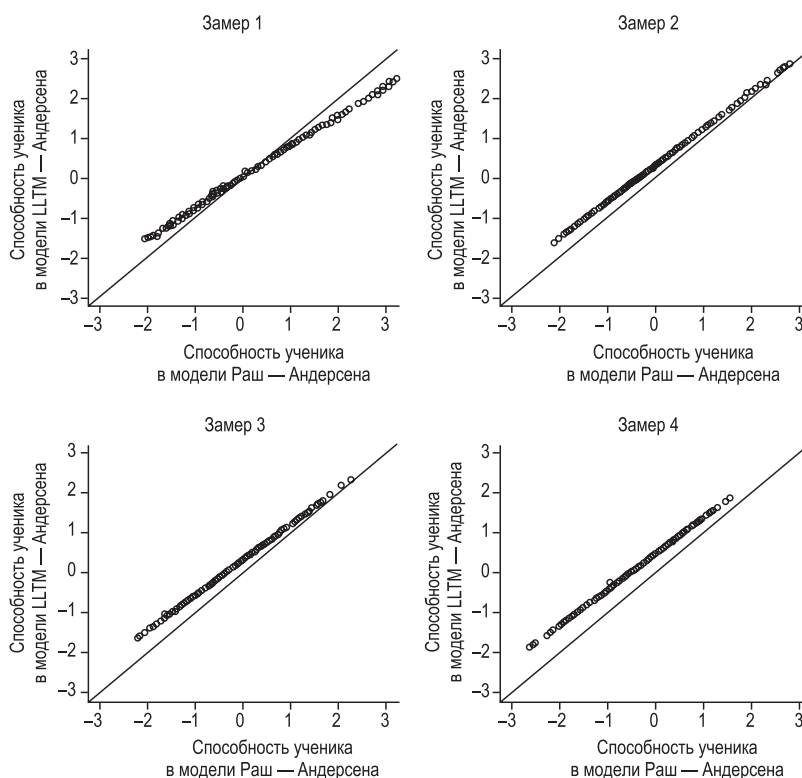 Замер 1
Способность ученика
в модели LLTM — Андерсена
3
2
1
0
–1
–2
–3
–3 –2 –1 0 1 2 3
Способность ученика
в модели Раш — Андерсена
Замер 2
Способность ученика
в модели LLTM — Андерсена
3
2
1
0
–1
–2
–3
–3 –2 –1 0 1 2 3
Способность ученика
в модели Раш — Андерсена
Замер 3
Способность ученика
в модели LLTM — Андерсена
3
2
1
0
–1
–2
–3
–3 –2 –1 0 1 2 3
Способность ученика
в модели Раш — Андерсена
Замер 4
Способность ученика
в модели LLTM — Андерсена
3
2
1
0
–1
–2
–3
–3 –2 –1 0 1 2 3
Способность ученика
в модели Раш — Андерсена